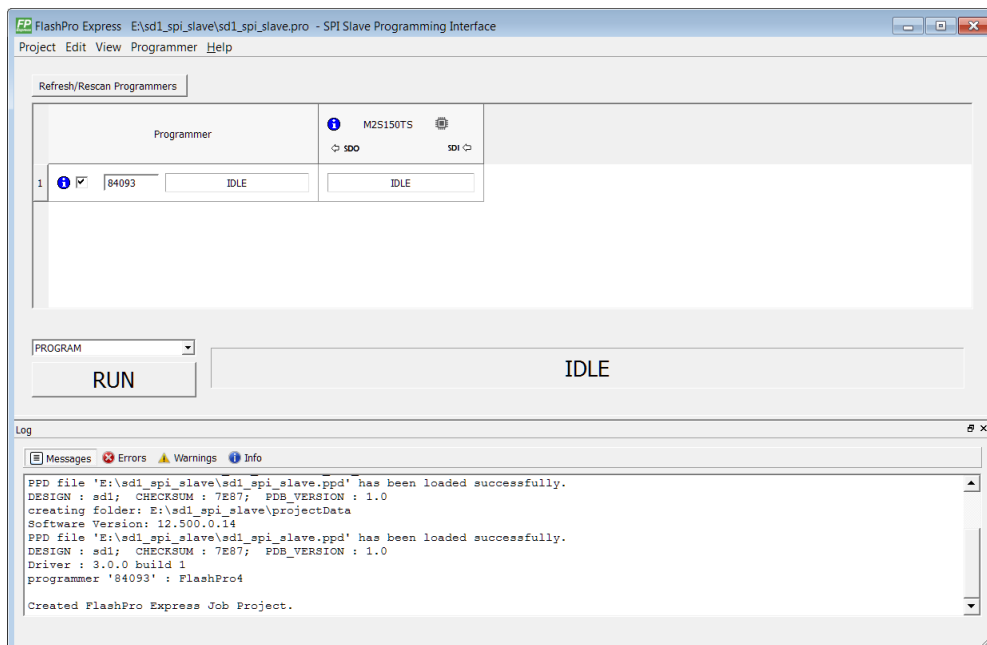 FP FlashPro Express E:\sd1_spi_slave\sd1_spi_slave.pro - SPI Slave Programming Interface
Project Edit View Programmer Help
Refresh/Rescan Programmers
Programmer
M2S150TS
SDO SDI
1 84093 IDLE IDLE
PROGRAM
RUN
IDLE
Log
Messages Errors Warnings Info
PPD file 'E:\sd1_spi_slave\sd1_spi_slave.ppd' has been loaded successfully.
DESIGN : sd1; CHECKSUM : 7E87; PDB_VERSION : 1.0
creating folder: E:\sd1_spi_slave\projectData
Software Version: 12.500.0.14
PPD file 'E:\sd1_spi_slave\sd1_spi_slave.ppd' has been loaded successfully.
DESIGN : sd1; CHECKSUM : 7E87; PDB_VERSION : 1.0
Driver : 3.0.0 build 1
programmer '84093' : FlashPro4
Created FlashPro Express Job Project.